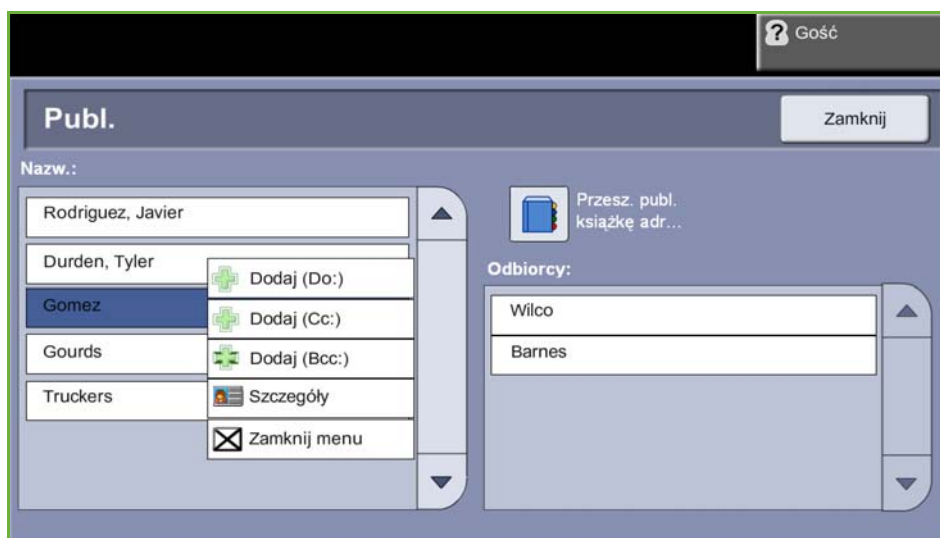 Gość
Publ.
Zamknij
Nazw.:
Rodriguez, Javier
Durden, Tyler
Gomez
Gourds
Truckers
Dodaj (Do:)
Dodaj (Cc:)
Dodaj (Bcc:)
Szczegóły
Zamknij menu
Przesz. publ.
książkę adr...
Odbiorcy:
Wilco
Barnes